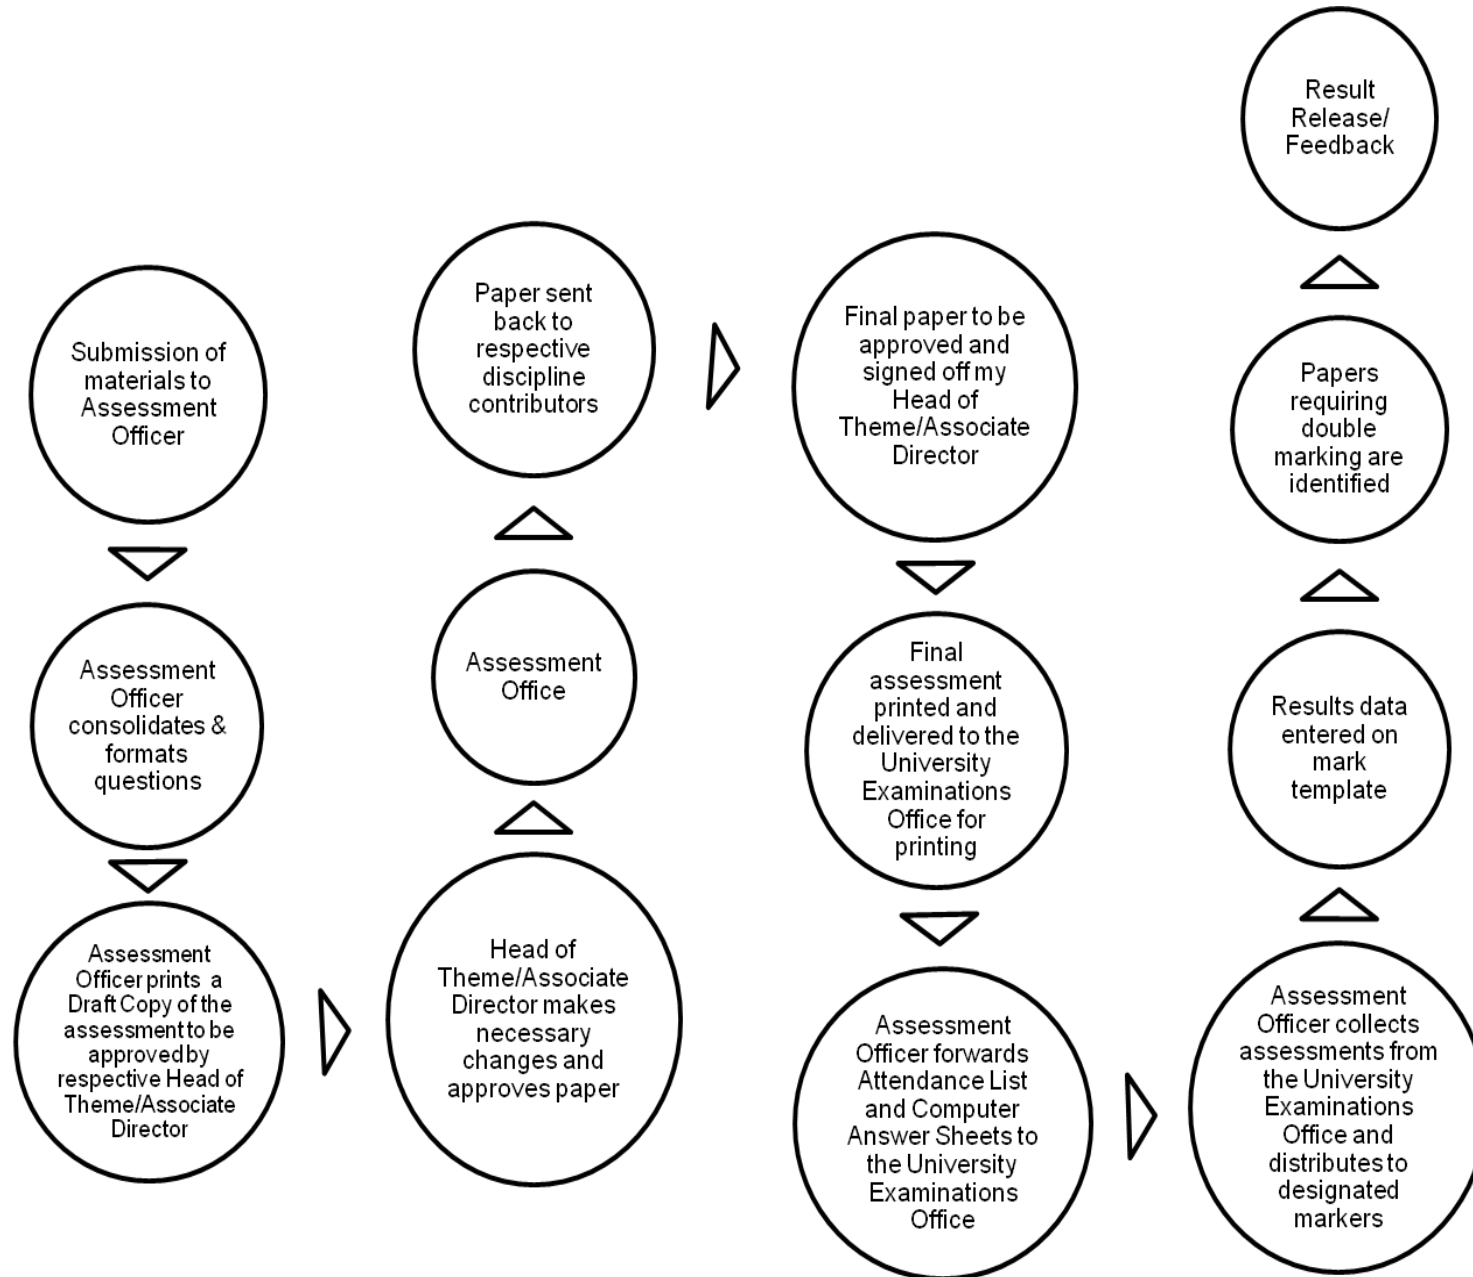 Submission of
materials to
Assessment
Officer
Assessment
Officer
consolidates &
formats
questions
Assessment
Officer prints a
Draft Copy of the
assessment to be
approved by
respective Head of
Theme/Associate
Director
Head of
Theme/Associate
Director makes
necessary
changes and
approves paper
Assessment
Office
Paper sent
back to
respective
discipline
contributors
Final paper to be
approved and
signed off my
Head of
Theme/Associate
Director
Final
assessment
printed and
delivered to the
University
Examinations
Office for
printing
Assessment
Officer forwards
Attendance List
and Computer
Answer Sheets to
the University
Examinations
Office
Assessment
Officer collects
assessments from
the University
Examinations
Office and
distributes to
designated
markers
Results data
entered on
mark
template
Papers
requiring
double
marking are
identified
Result
Release/
Feedback